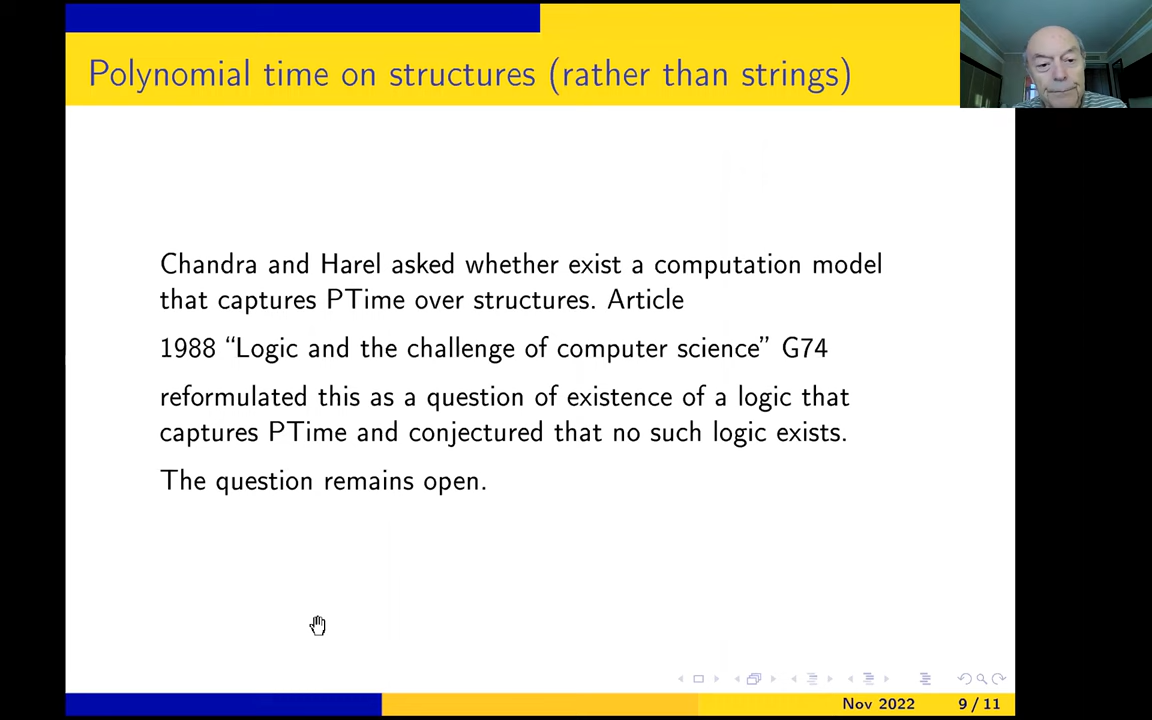 Polynomial time on structures (rather than strings)
Chandra and Harel asked whether exist a computation model
that captures PTime over structures. Article
1988 “Logic and the challenge of computer science” G74
reformulated this as a question of existence of a logic that
captures PTime and conjectured that no such logic exists.
The question remains open.
Nov 2022 9 / 11